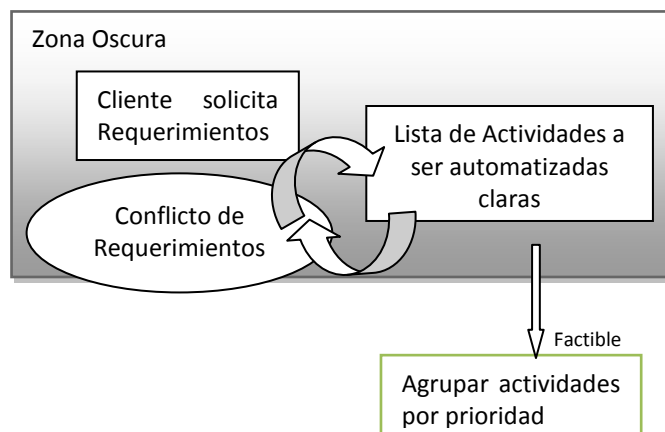 Zona Oscura
Cliente solicita
Requerimientos
Lista de Actividades a
ser automatizadas
claras
Conflicto de
Requerimientos
Factible
Agrupar actividades
por prioridad